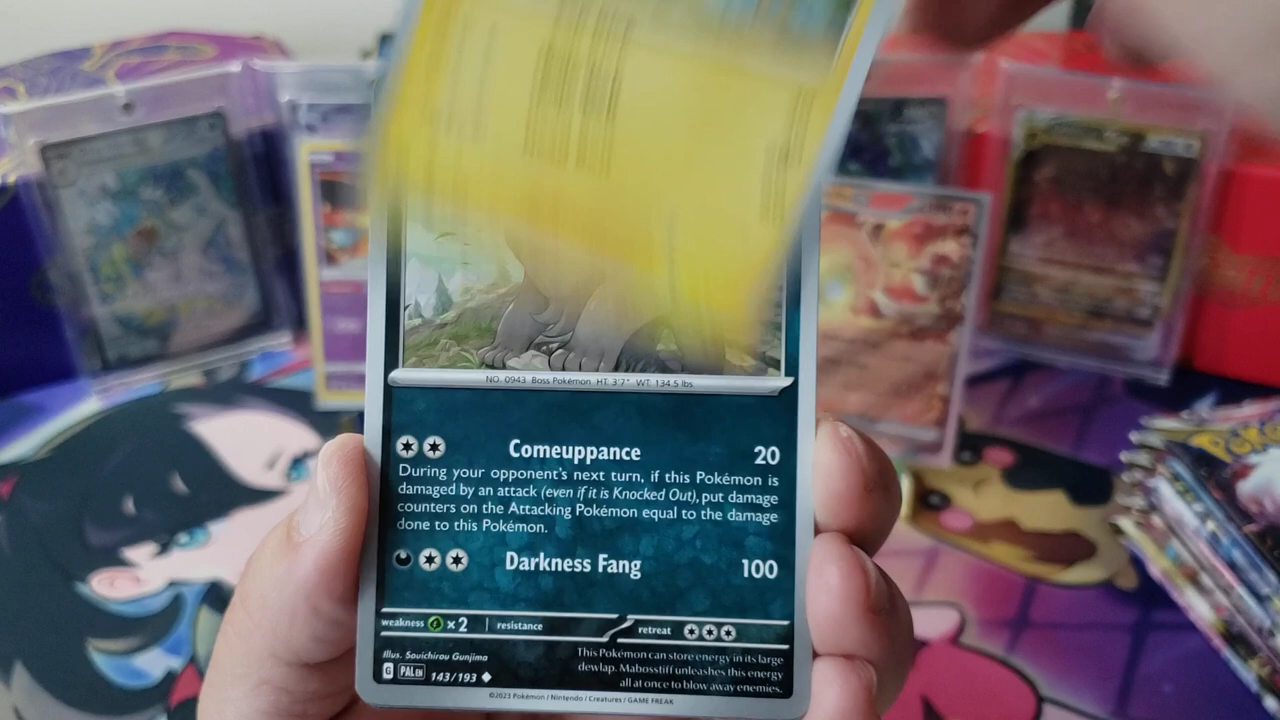 NO. 0943 Boss Pokémon HT: 3'7" WT: 134.5 lbs
Comeuppance 20
During your opponent's next turn, if this Pokémon is
damaged by an attack (even if it is Knocked Out), put damage
counters on the Attacking Pokémon equal to the damage
done to this Pokémon.
Darkness Fang 100
weakness ×2 resistance retreat
Illus. Souichirou Gunjima
G PAL EN 143/193
This Pokémon can store energy in its large
dewlap. Mabosstiff unleashes this energy
all at once to blow away enemies.
©2023 Pokémon / Nintendo / Creatures / GAME FREAK